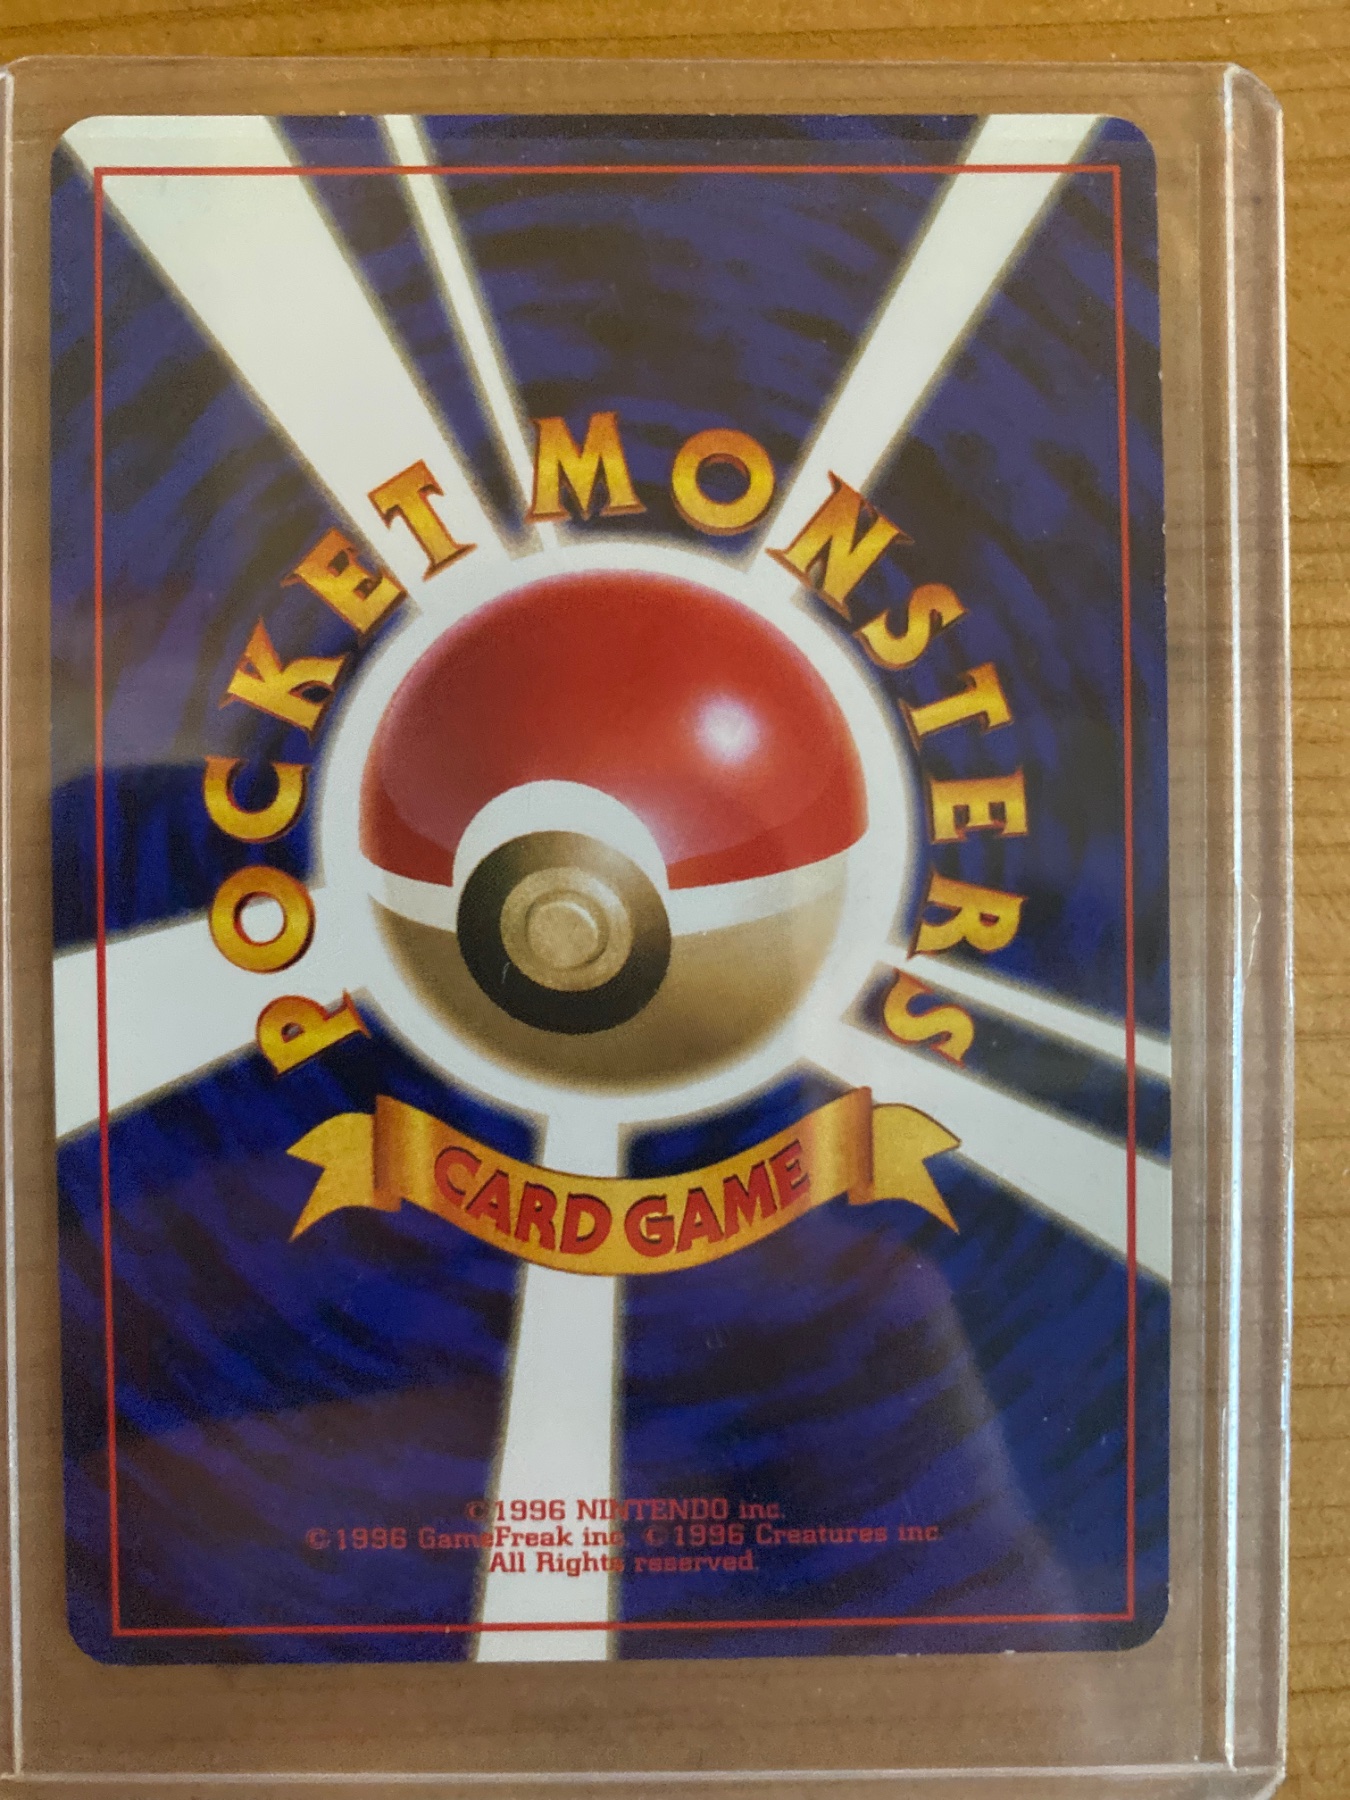 POCKET MONSTERS
CARD GAME
©1996 NINTENDO inc.
©1996 GameFreak inc. ©1996 Creatures inc.
All Rights reserved.